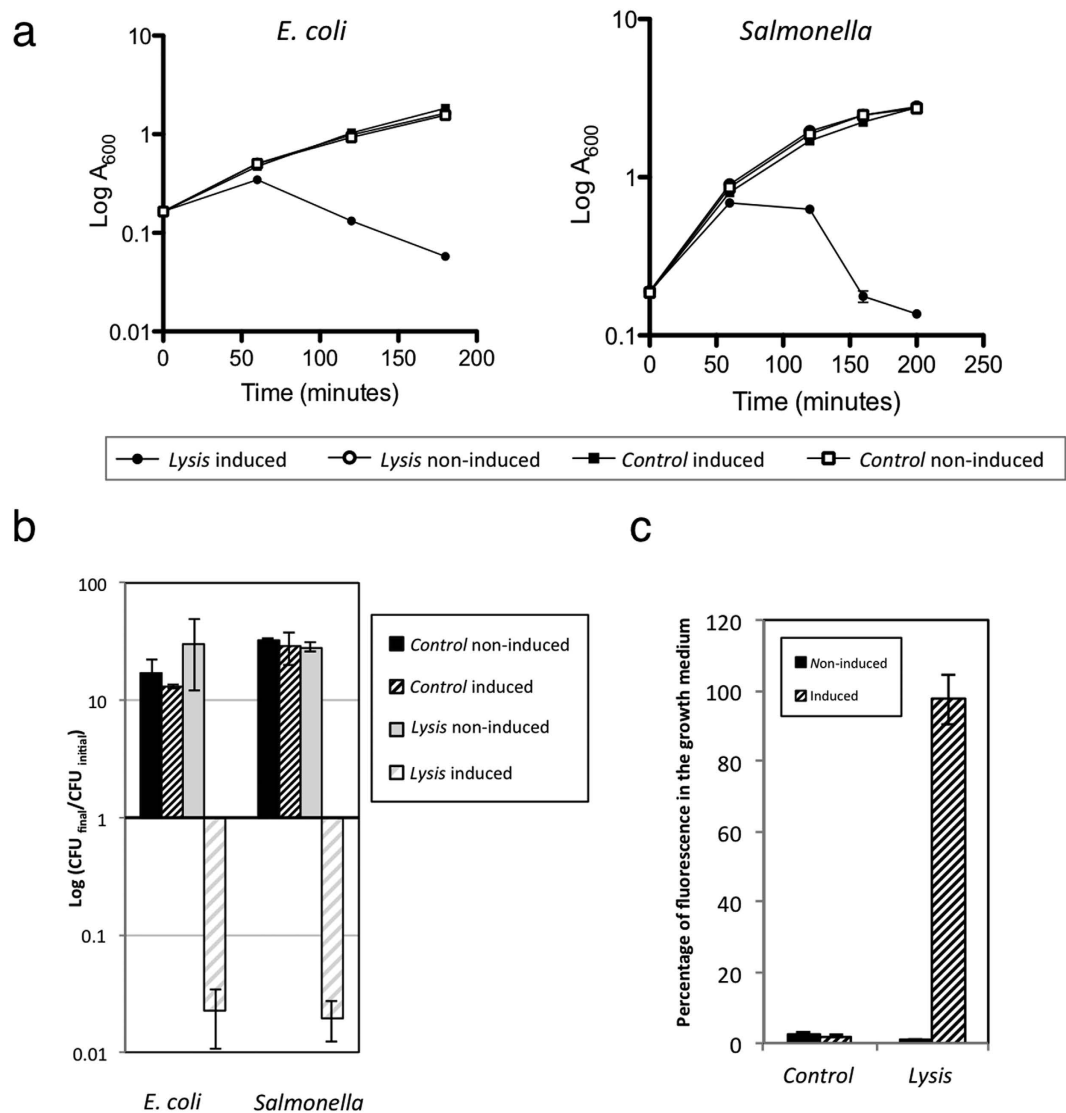 a
E. coli
Log A600
10
1
0.1
0.01
0 50 100 150 200
Time (minutes)
Salmonella
Log A600
10
1
0.1
0 50 100 150 200 250
Time (minutes)
Lysis induced Lysis non-induced Control induced Control non-induced
b
Log (CFU final/CFU initial)
100
10
1
0.1
0.01
E. coli Salmonella
Control non-induced
Control induced
Lysis non-induced
Lysis induced
c
Percentage of fluorescence in the growth medium
120
100
80
60
40
20
0
Non-induced
Induced
Control Lysis